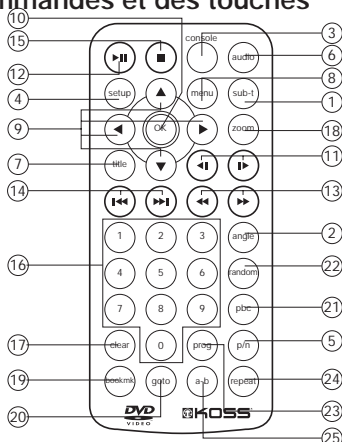 mmandes et des touches
10
15
console
3
audio
6
12
8
setup
menu
sub-t
4
1
9
OK
zoom
18
7
title
11
14
13
1 2 3 angle
2
16
4 5 6 random
22
7 8 9 pbc
21
17
clear 0 prog p/n
5
19
bookmk goto a-b repeat
24
20
DVD
VIDEO
KOSS
23
25